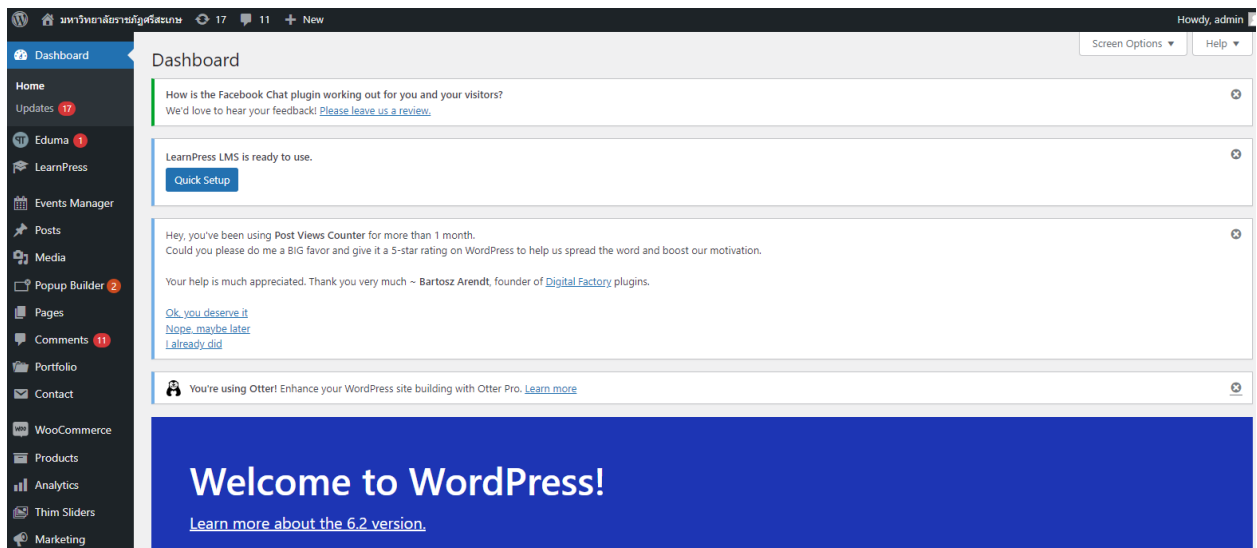 มหาวิทยาลัยราชภัฏศรีสะเกษ 17 11 + New Howdy, admin
Dashboard
Home
Updates 17
Eduma 1
LearnPress
Events Manager
Posts
Media
Popup Builder 2
Pages
Comments 11
Portfolio
Contact
WooCommerce
Products
Analytics
Thim Sliders
Marketing
Screen Options ▼ Help ▼
Dashboard
How is the Facebook Chat plugin working out for you and your visitors?
We'd love to hear your feedback! Please leave us a review.
LearnPress LMS is ready to use.
Quick Setup
Hey, you've been using Post Views Counter for more than 1 month.
Could you please do me a BIG favor and give it a 5-star rating on WordPress to help us spread the word and boost our motivation.
Your help is much appreciated. Thank you very much ~ Bartosz Arendt, founder of Digital Factory plugins.
Ok, you deserve it
Nope, maybe later
I already did
You're using Otter! Enhance your WordPress site building with Otter Pro. Learn more
Welcome to WordPress!
Learn more about the 6.2 version.